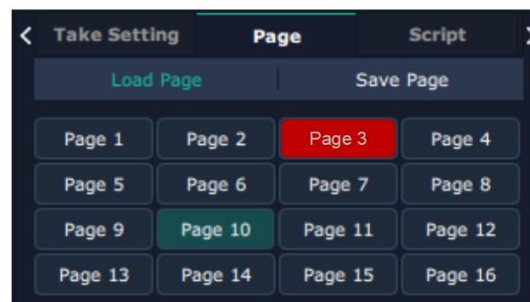 Take Setting Page Script
Load Page Save Page
Page 1 Page 2 Page 3 Page 4
Page 5 Page 6 Page 7 Page 8
Page 9 Page 10 Page 11 Page 12
Page 13 Page 14 Page 15 Page 16